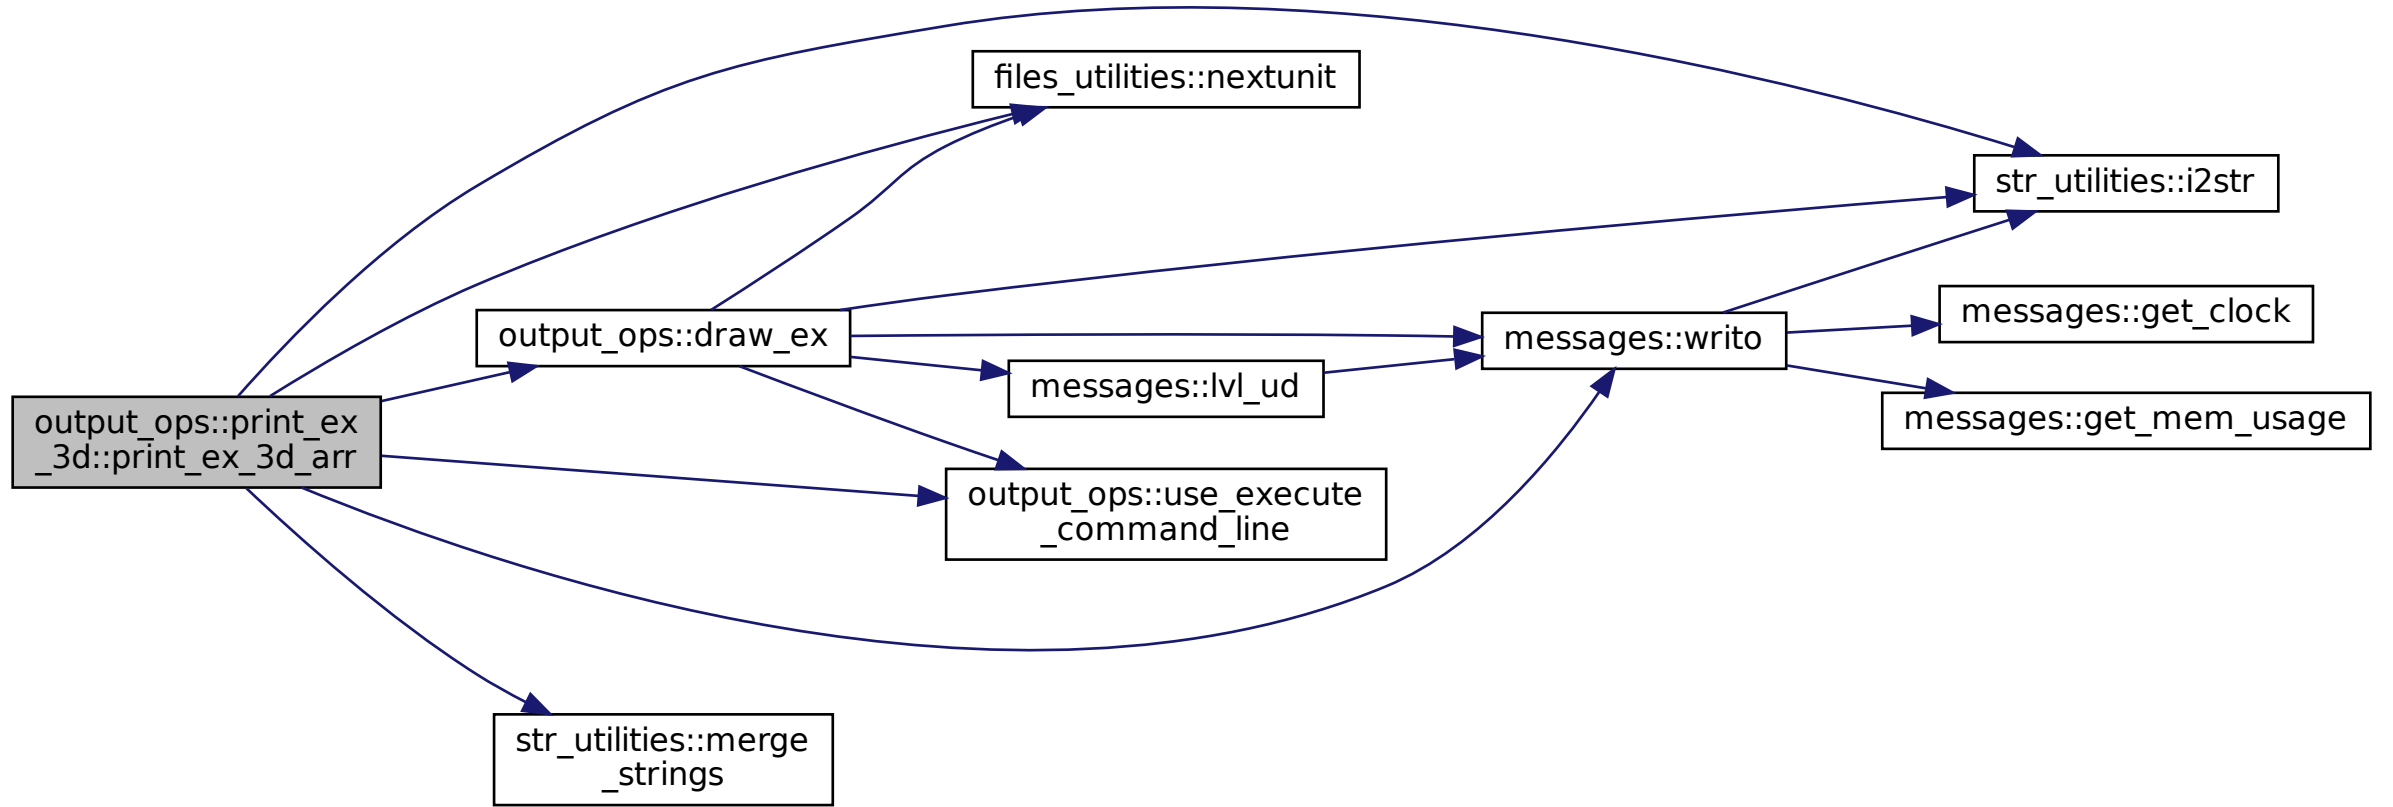 files_utilities::nextunit
str_utilities::i2str
messages::get_clock
output_ops::draw_ex
messages::writo
messages::lvl_ud
messages::get_mem_usage
output_ops::print_ex
_3d::print_ex_3d_arr
output_ops::use_execute
_command_line
str_utilities::merge
_strings